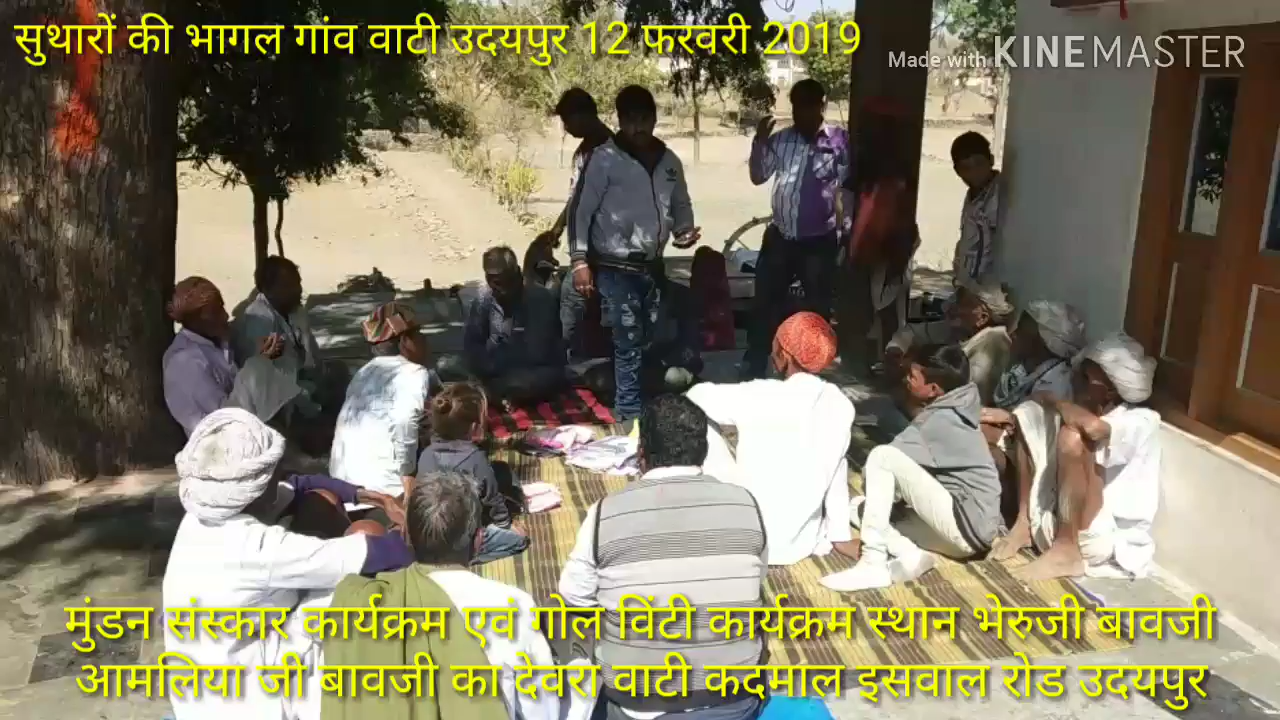 सुथारों की भागल गांव वाटी उदयपुर 12 फरवरी 2019
Made with KINEMASTER
मुंडन संस्कार कार्यक्रम एवं गोल विंटी कार्यक्रम स्थान भेरुजी बावजी
आमलिया जी बावजी का देवरा वाटी कदमाल इसवाल रोड उदयपुर